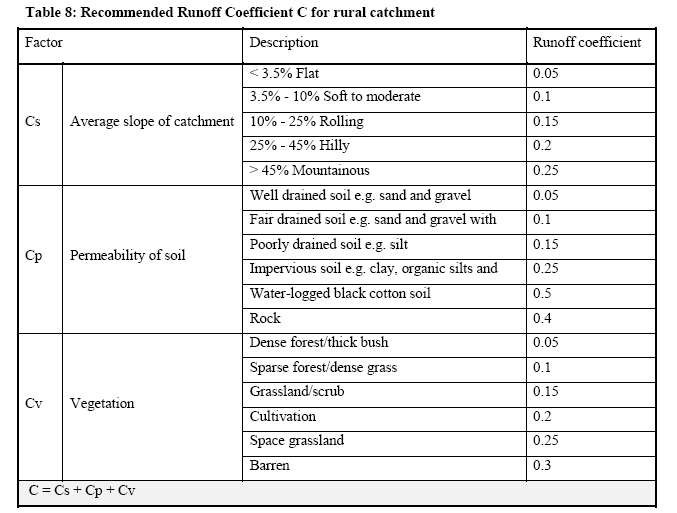 Table 8: Recommended Runoff Coefficient C for rural catchment
Factor Description Runoff coefficient
Cs Average slope of catchment
< 3.5% Flat 0.05
3.5% - 10% Soft to moderate 0.1
10% - 25% Rolling 0.15
25% - 45% Hilly 0.2
> 45% Mountainous 0.25
Cp Permeability of soil
Well drained soil e.g. sand and gravel 0.05
Fair drained soil e.g. sand and gravel with 0.1
Poorly drained soil e.g. silt 0.15
Impervious soil e.g. clay, organic silts and 0.25
Water-logged black cotton soil 0.5
Rock 0.4
Cv Vegetation
Dense forest/thick bush 0.05
Sparse forest/dense grass 0.1
Grassland/scrub 0.15
Cultivation 0.2
Space grassland 0.25
Barren 0.3
C = Cs + Cp + Cv